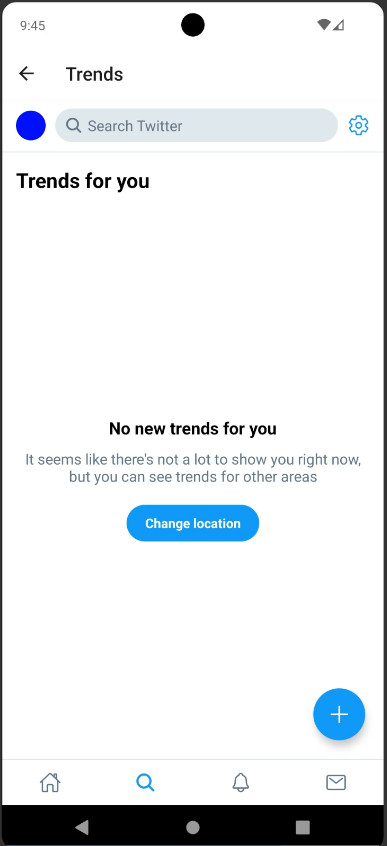 9:45
Trends
Search Twitter
Trends for you
No new trends for you
It seems like there's not a lot to show you right now,
but you can see trends for other areas
Change location